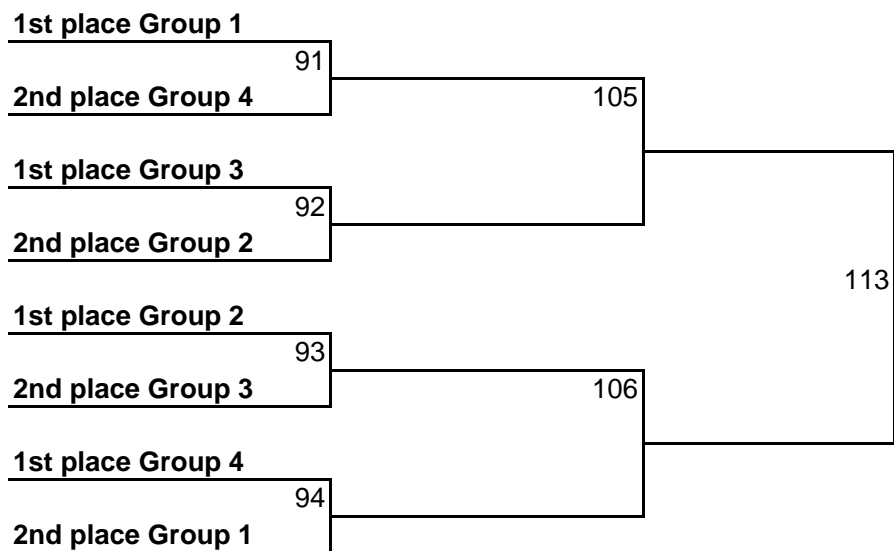 1st place Group 1
91
2nd place Group 4
105
1st place Group 3
92
2nd place Group 2
113
1st place Group 2
93
2nd place Group 3
106
1st place Group 4
94
2nd place Group 1